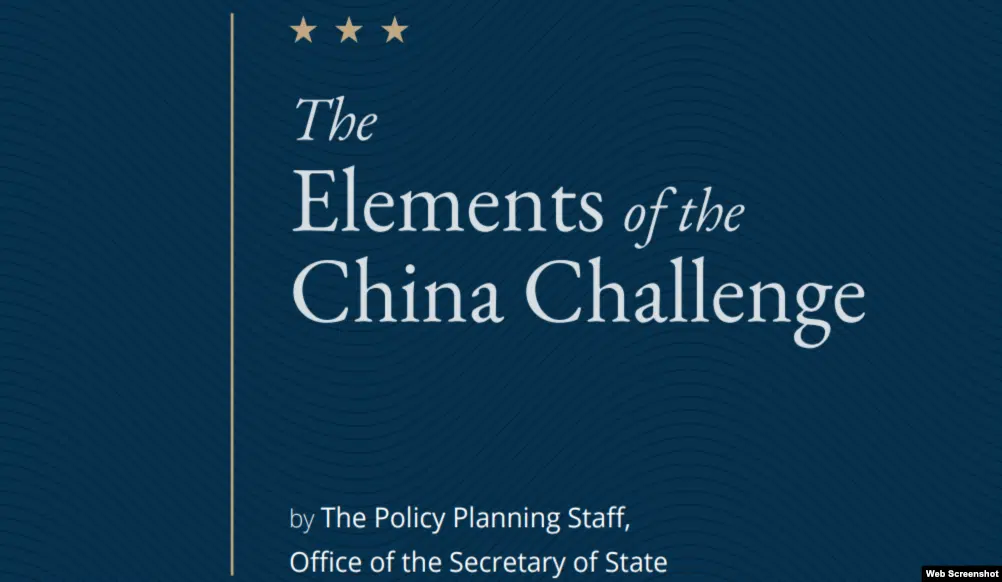 The
Elements of the
China Challenge
by The Policy Planning Staff,
Office of the Secretary of State
Web Screenshot